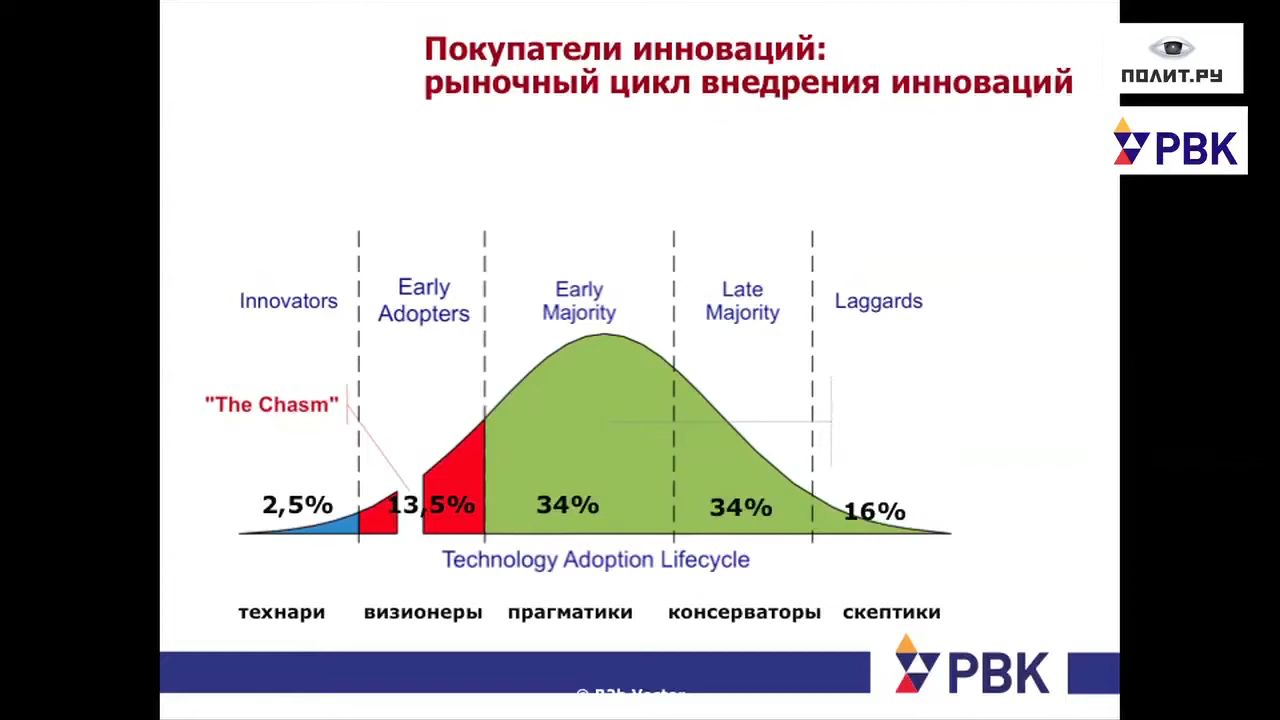 Покупатели инноваций:
рыночный цикл внедрения инноваций
ПОЛИТ.РУ
РВК
Innovators
Early
Adopters
Early
Majority
Late
Majority
Laggards
"The Chasm"
2,5%
13,5%
34%
34%
16%
Technology Adoption Lifecycle
технари
визионеры
прагматики
консерваторы
скептики
РВК